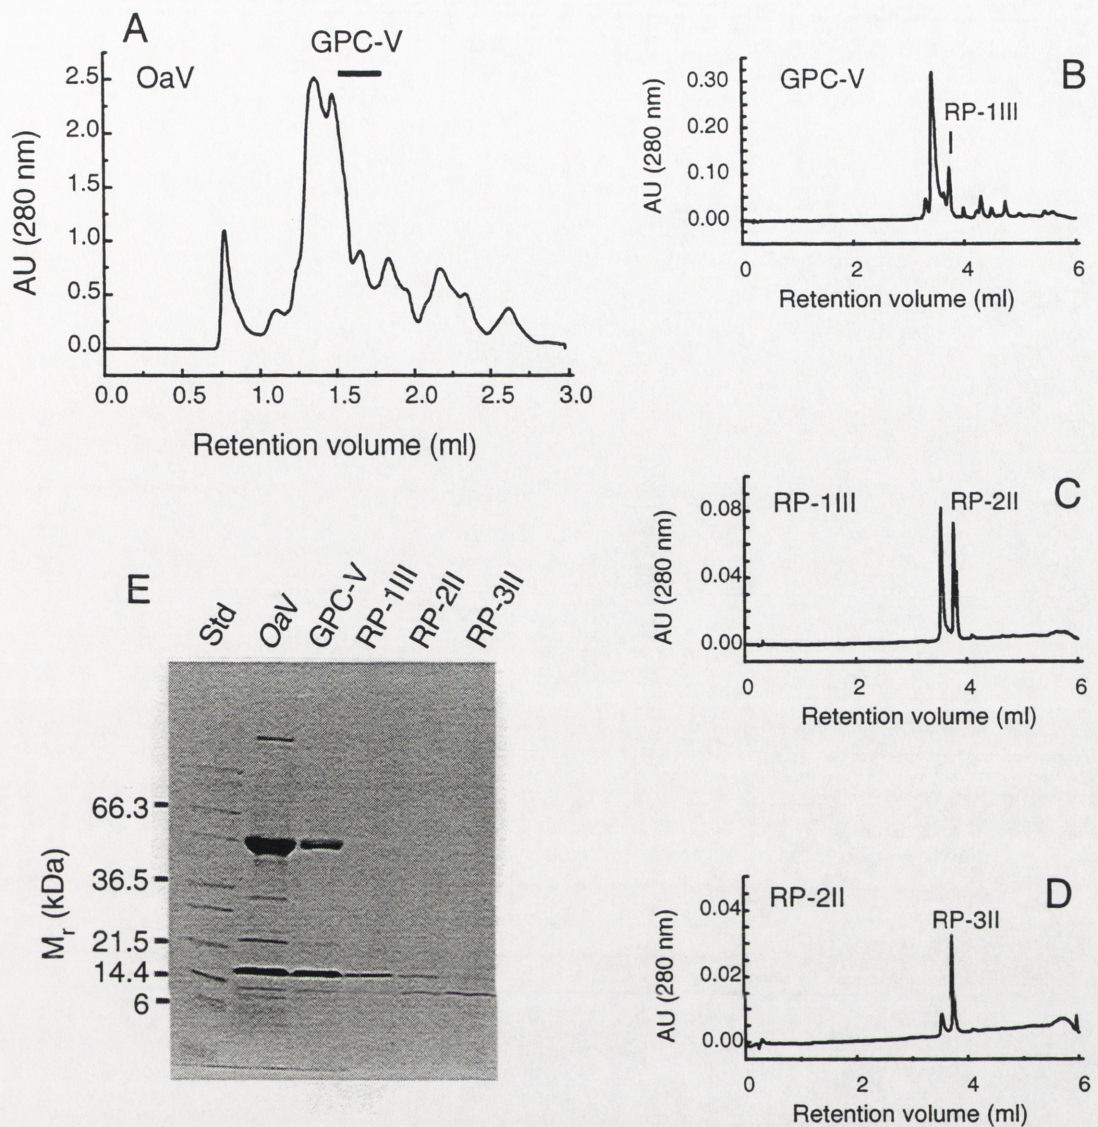 A
GPC-V
OaV
2.5
2.0
1.5
1.0
0.5
0.0
AU (280 nm)
0.0 0.5 1.0 1.5 2.0 2.5 3.0
Retention volume (ml)
B
GPC-V
RP-1III
0.30
0.20
0.10
0.00
AU (280 nm)
0 2 4 6
Retention volume (ml)
C
RP-1III
RP-2II
0.08
0.04
0.00
AU (280 nm)
0 2 4 6
Retention volume (ml)
D
RP-2II
RP-3II
0.04
0.02
0.00
AU (280 nm)
0 2 4 6
Retention volume (ml)
E
Std
OaV
GPC-V
RP-1III
RP-2II
RP-3II
66.3
36.5
21.5
14.4
6
Mr (kDa)